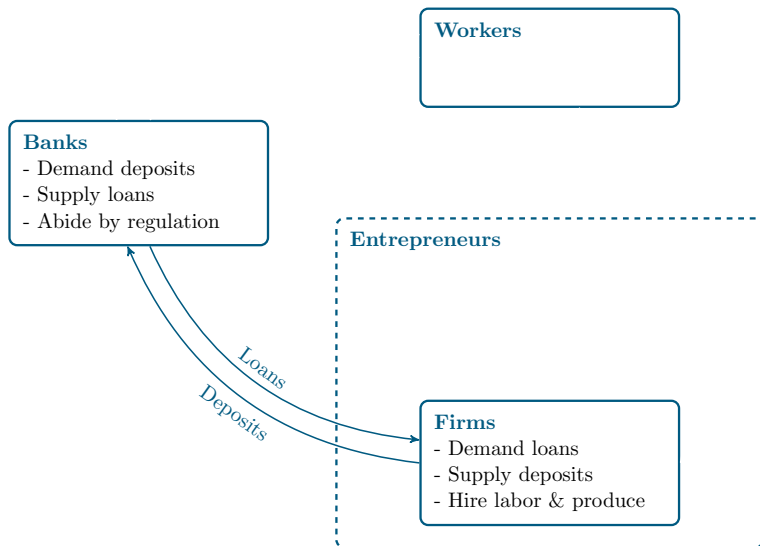 Workers
Banks
- Demand deposits
- Supply loans
- Abide by regulation
Entrepreneurs
Loans
Deposits
Firms
- Demand loans
- Supply deposits
- Hire labor & produce